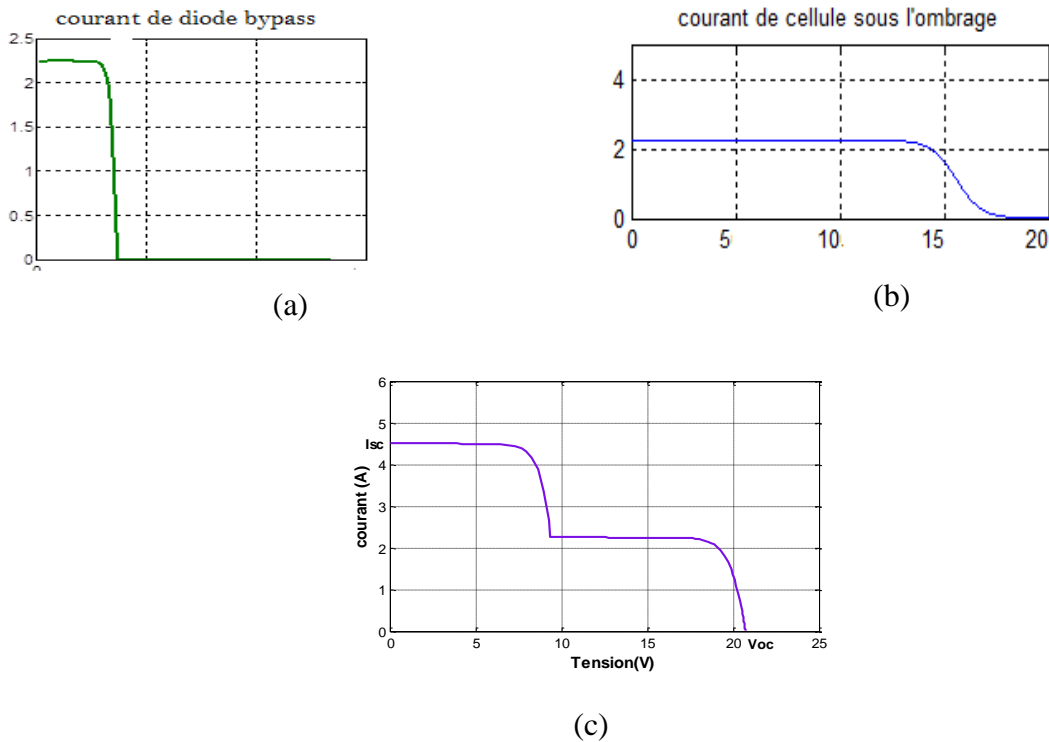 courant de diode bypass
2.5
2
1.5
1
0.5
0
(a)
courant de cellule sous l'ombrage
4
2
0
0 5 10 15 20
(b)
6
5
Isc
4
3
2
1
0
courant (A)
0 5 10 15 20 Voc 25
Tension(V)
(c)